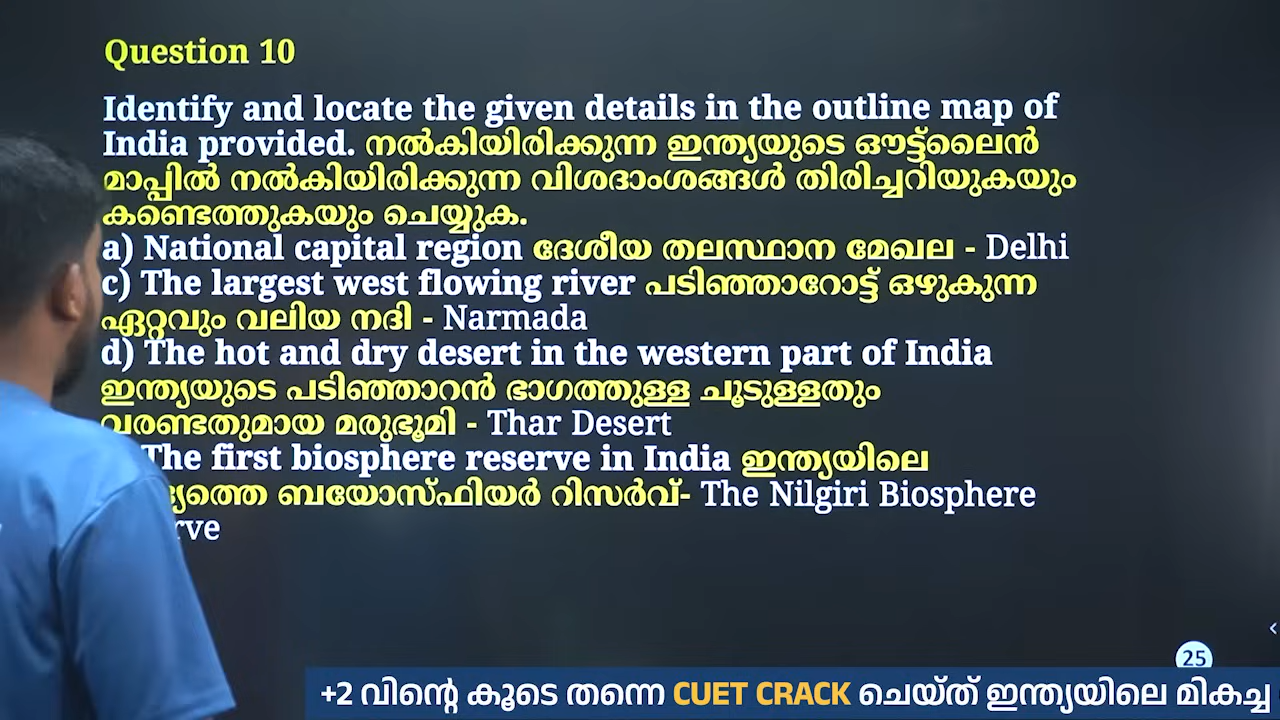 Question 10
Identify and locate the given details in the outline map of
India provided. നൽകിയിരിക്കുന്ന ഇന്ത്യയുടെ ഔട്ട്ലൈൻ
മാപ്പിൽ നൽകിയിരിക്കുന്ന വിശദാംശങ്ങൾ തിരിച്ചറിയുകയും
കണ്ടെത്തുകയും ചെയ്യുക.
a) National capital region ദേശീയ തലസ്ഥാന മേഖല - Delhi
c) The largest west flowing river പടിഞ്ഞാറോട്ട് ഒഴുകുന്ന
ഏറ്റവും വലിയ നദി - Narmada
d) The hot and dry desert in the western part of India
ഇന്ത്യയുടെ പടിഞ്ഞാറൻ ഭാഗത്തുള്ള ചൂടുള്ളതും
വരണ്ടതുമായ മരുഭൂമി - Thar Desert
The first biosphere reserve in India ഇന്ത്യയിലെ
ബയോസ്ഫിയർ റിസർവ്- The Nilgiri Biosphere
25
+2 വിന്റെ കൂടെ തന്നെ CUET CRACK ചെയ്ത് ഇന്ത്യയിലെ മികച്ച